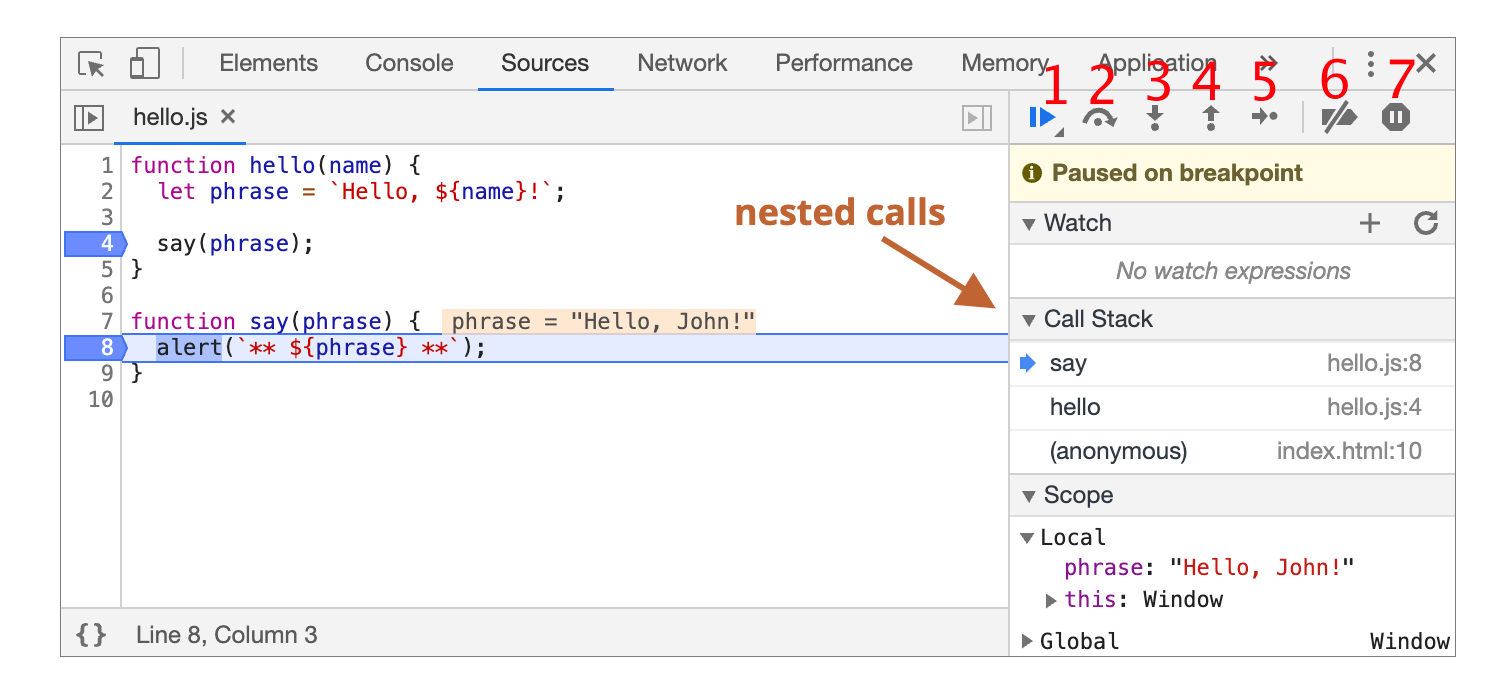 Elements Console Sources Network Performance Memory Application
1 2 3 4 5 6 7
hello.js
Paused on breakpoint
1 function hello(name) {
2   let phrase = `Hello, ${name}!`;
3
4   say(phrase);
5 }
6
7 function say(phrase) { phrase = "Hello, John!"
8   alert(`** ${phrase} **`);
9 }
10
nested calls
Watch
No watch expressions
Call Stack
say hello.js:8
hello hello.js:4
(anonymous) index.html:10
Scope
Local
phrase: "Hello, John!"
this: Window
Global Window
{} Line 8, Column 3